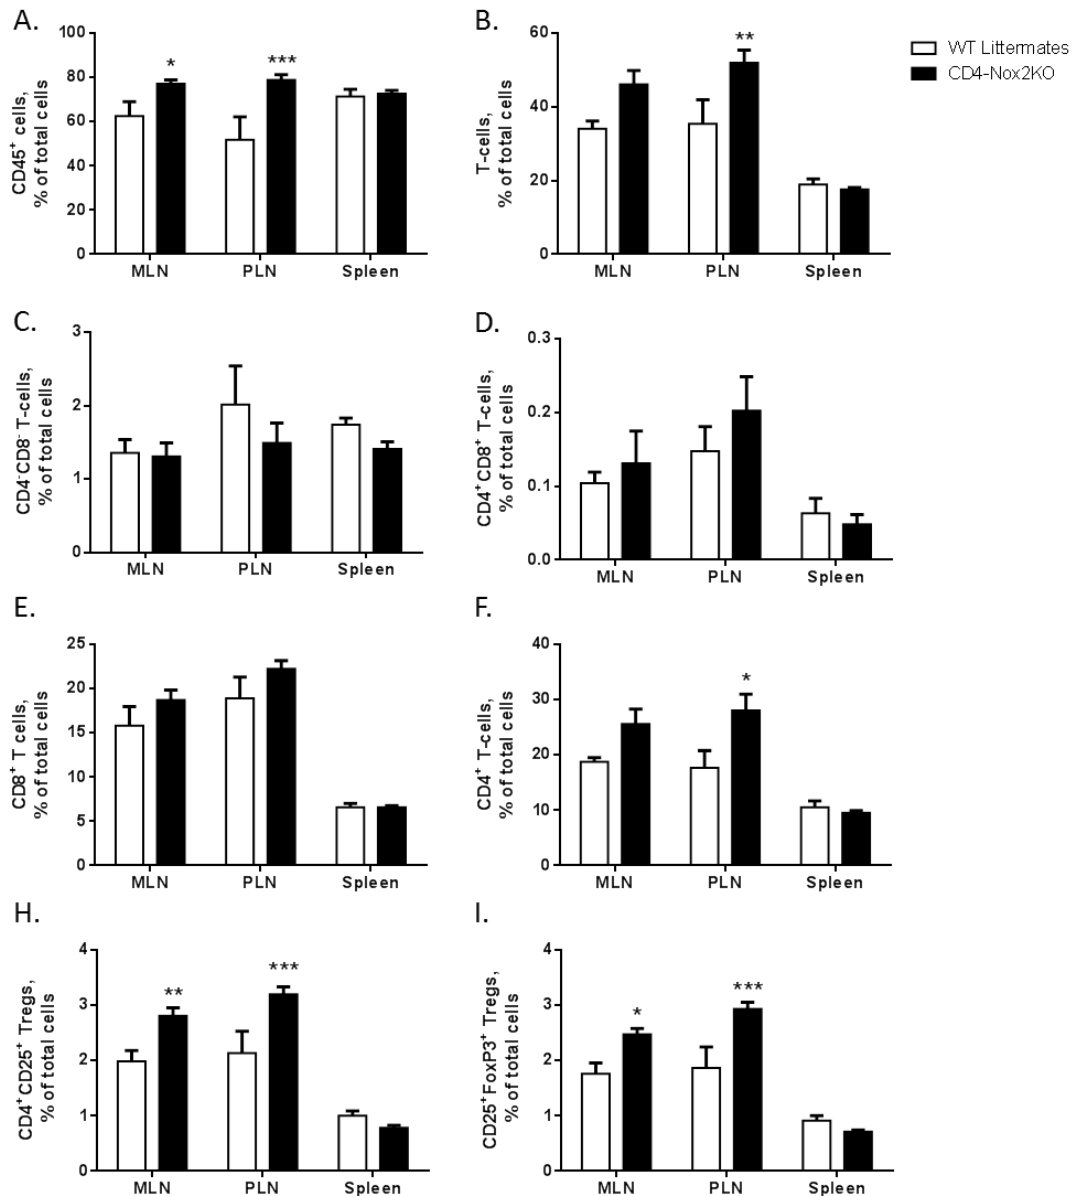 A.
CD45⁺ cells,
% of total cells
100
80
60
40
20
0
*
***
MLN PLN Spleen
B.
T-cells,
% of total cells
60
40
20
0
**
MLN PLN Spleen
WT Littermates
CD4-Nox2KO
C.
CD4⁻CD8⁻ T-cells,
% of total cells
3
2
1
0
MLN PLN Spleen
D.
CD4⁺CD8⁺ T-cells,
% of total cells
0.3
0.2
0.1
0.0
MLN PLN Spleen
E.
CD8⁺ T cells,
% of total cells
25
20
15
10
5
0
MLN PLN Spleen
F.
CD4⁺ T-cells,
% of total cells
40
30
20
10
0
*
MLN PLN Spleen
H.
CD4⁺CD25⁺ Tregs,
% of total cells
4
3
2
1
0
**
***
MLN PLN Spleen
I.
CD25⁺FoxP3⁺ Tregs,
% of total cells
4
3
2
1
0
*
***
MLN PLN Spleen